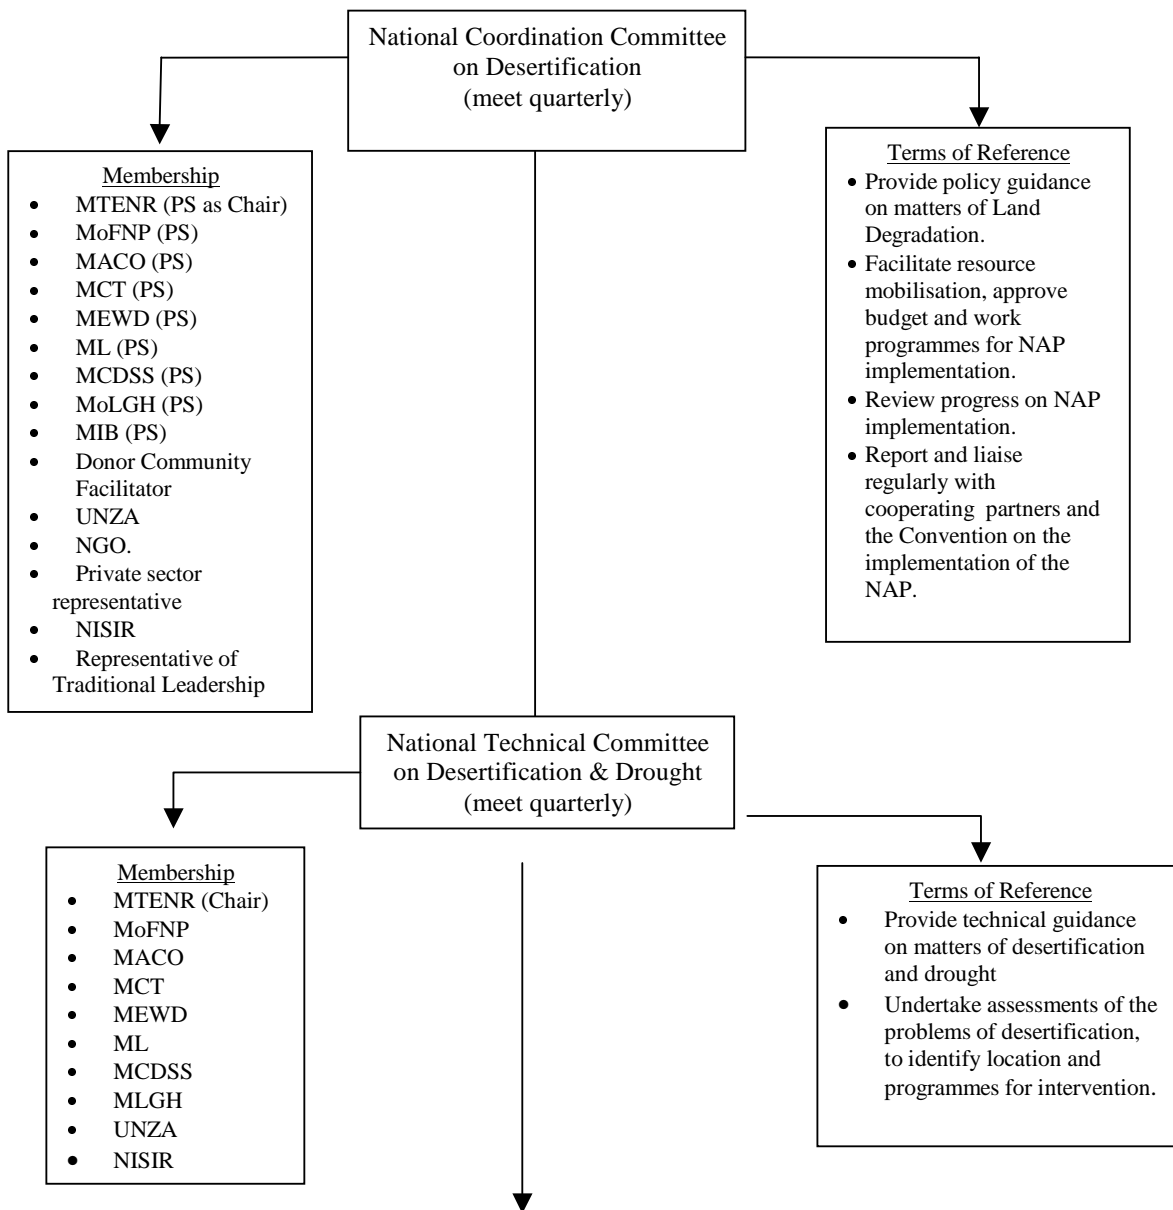 National Coordination Committee
on Desertification
(meet quarterly)
Membership
• MTENR (PS as Chair)
• MoFNP (PS)
• MACO (PS)
• MCT (PS)
• MEWD (PS)
• ML (PS)
• MCDSS (PS)
• MoLGH (PS)
• MIB (PS)
• Donor Community
Facilitator
• UNZA
• NGO.
• Private sector
representative
• NISIR
• Representative of
Traditional Leadership
Terms of Reference
• Provide policy guidance
on matters of Land
Degradation.
• Facilitate resource
mobilisation, approve
budget and work
programmes for NAP
implementation.
• Review progress on NAP
implementation.
• Report and liaise
regularly with
cooperating partners and
the Convention on the
implementation of the
NAP.
National Technical Committee
on Desertification & Drought
(meet quarterly)
Membership
• MTENR (Chair)
• MoFNP
• MACO
• MCT
• MEWD
• ML
• MCDSS
• MLGH
• UNZA
• NISIR
Terms of Reference
• Provide technical guidance
on matters of desertification
and drought
• Undertake assessments of the
problems of desertification,
to identify location and
programmes for intervention.